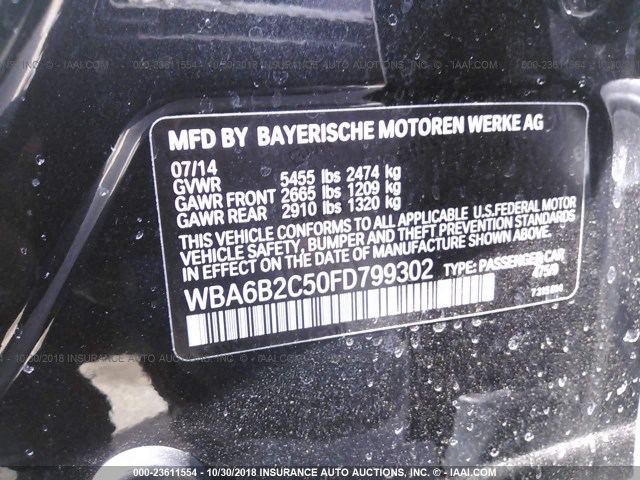 MFD BY BAYERISCHE MOTOREN WERKE AG
07/14
GVWR 5455 lbs 2474 kg
GAWR FRONT 2665 lbs 1209 kg
GAWR REAR 2910 lbs 1320 kg
THIS VEHICLE CONFORMS TO ALL APPLICABLE U.S.FEDERAL MOTOR
VEHICLE SAFETY, BUMPER AND THEFT PREVENTION STANDARDS
IN EFFECT ON THE DATE OF MANUFACTURE SHOWN ABOVE.
WBA6B2C50FD799302 TYPE: PASSENGER CAR
475/9
000-23611554 - 10/30/2018 INSURANCE AUTO AUCTIONS, INC. © - IAAI.COM